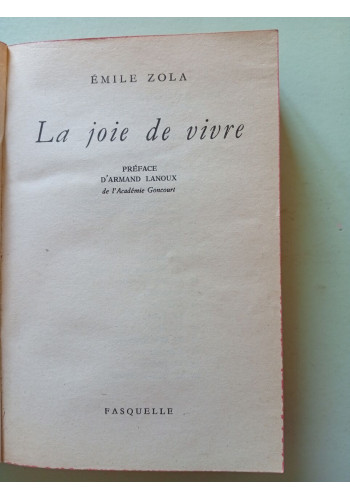 ÉMILE ZOLA
La joie de vivre
PRÉFACE
D'ARMAND LANOUX
de l'Académie Goncourt
FASQUELLE